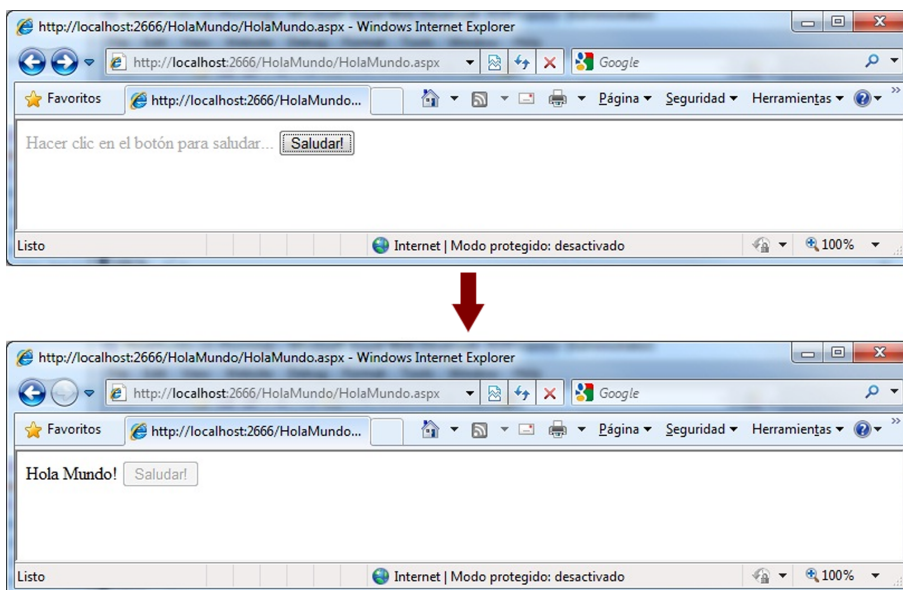 http://localhost:2666/HolaMundo/HolaMundo.aspx - Windows Internet Explorer
http://localhost:2666/HolaMundo/HolaMundo.aspx Google
Favoritos http://localhost:2666/HolaMundo... Página Seguridad Herramientas
Hacer clic en el botón para saludar... Saludar!
Listo Internet | Modo protegido: desactivado 100%
http://localhost:2666/HolaMundo/HolaMundo.aspx - Windows Internet Explorer
http://localhost:2666/HolaMundo/HolaMundo.aspx Google
Favoritos http://localhost:2666/HolaMundo... Página Seguridad Herramientas
Hola Mundo! Saludar!
Listo Internet | Modo protegido: desactivado 100%